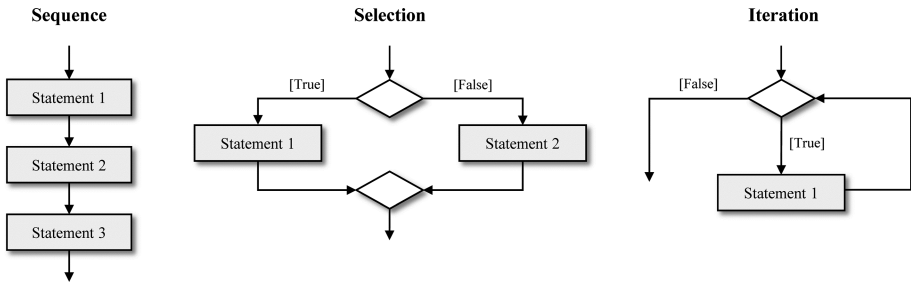 Sequence
Statement 1
Statement 2
Statement 3
Selection
[True]
[False]
Statement 1
Statement 2
Iteration
[False]
[True]
Statement 1